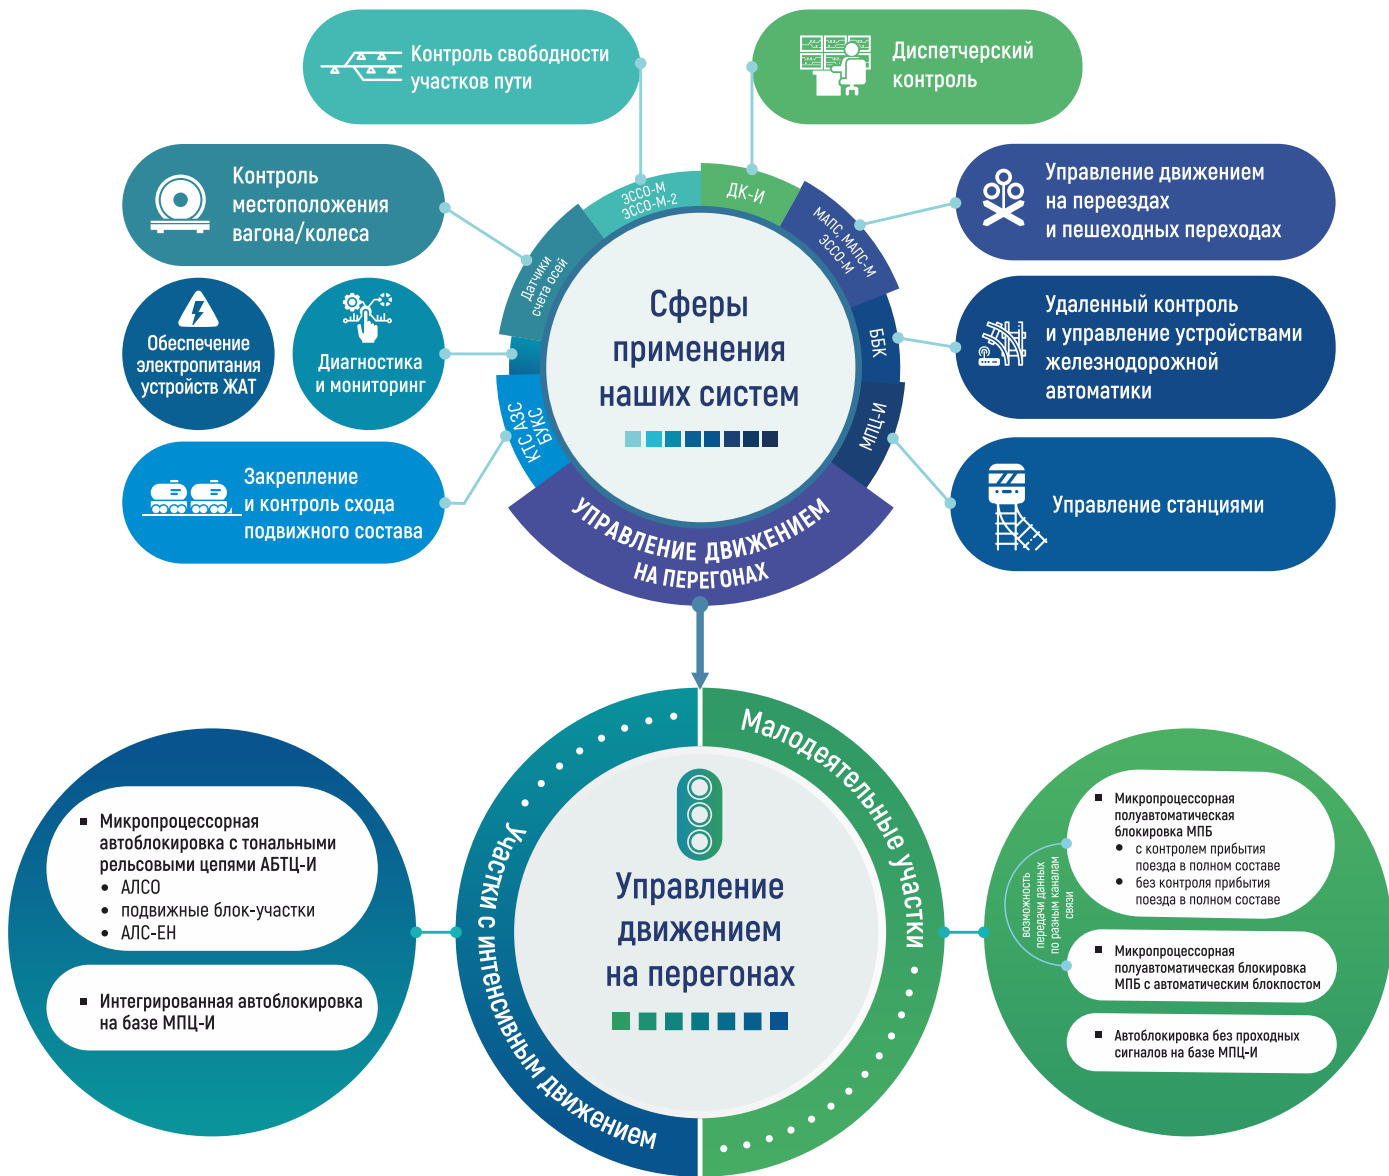 Контроль свободности
участков пути
Диспетчерский
контроль
Контроль
местоположения
вагона/колеса
Управление движением
на переездах
и пешеходных переходах
Обеспечение
электропитания
устройств ЖАТ
Диагностика
и мониторинг
Удаленный контроль
и управление устройствами
железнодорожной
автоматики
Закрепление
и контроль схода
подвижного состава
Управление станциями
КТС АЗС
БУКС
Датчики
счета осей
ЭССО-М
ЭССО-М-2
ДК-И
МАПС, МАПС-М
ЭССО-М
ББК
МПЦ-И
Сферы
применения
наших систем
УПРАВЛЕНИЕ ДВИЖЕНИЕМ
НА ПЕРЕГОНАХ
Участки с интенсивным движением
Малодеятельные участки
Управление
движением
на перегонах
▪ Микропроцессорная
автоблокировка с тональными
рельсовыми цепями АБТЦ-И
• АЛСО
• подвижные блок-участки
• АЛС-ЕН
▪ Интегрированная автоблокировка
на базе МПЦ-И
▪ Микропроцессорная
полуавтоматическая
блокировка МПБ
• с контролем прибытия
поезда в полном составе
• без контроля прибытия
поезда в полном составе
возможность
передачи данных
по разным каналам
связи
▪ Микропроцессорная
полуавтоматическая блокировка
МПБ с автоматическим блокпостом
▪ Автоблокировка без проходных
сигналов на базе МПЦ-И